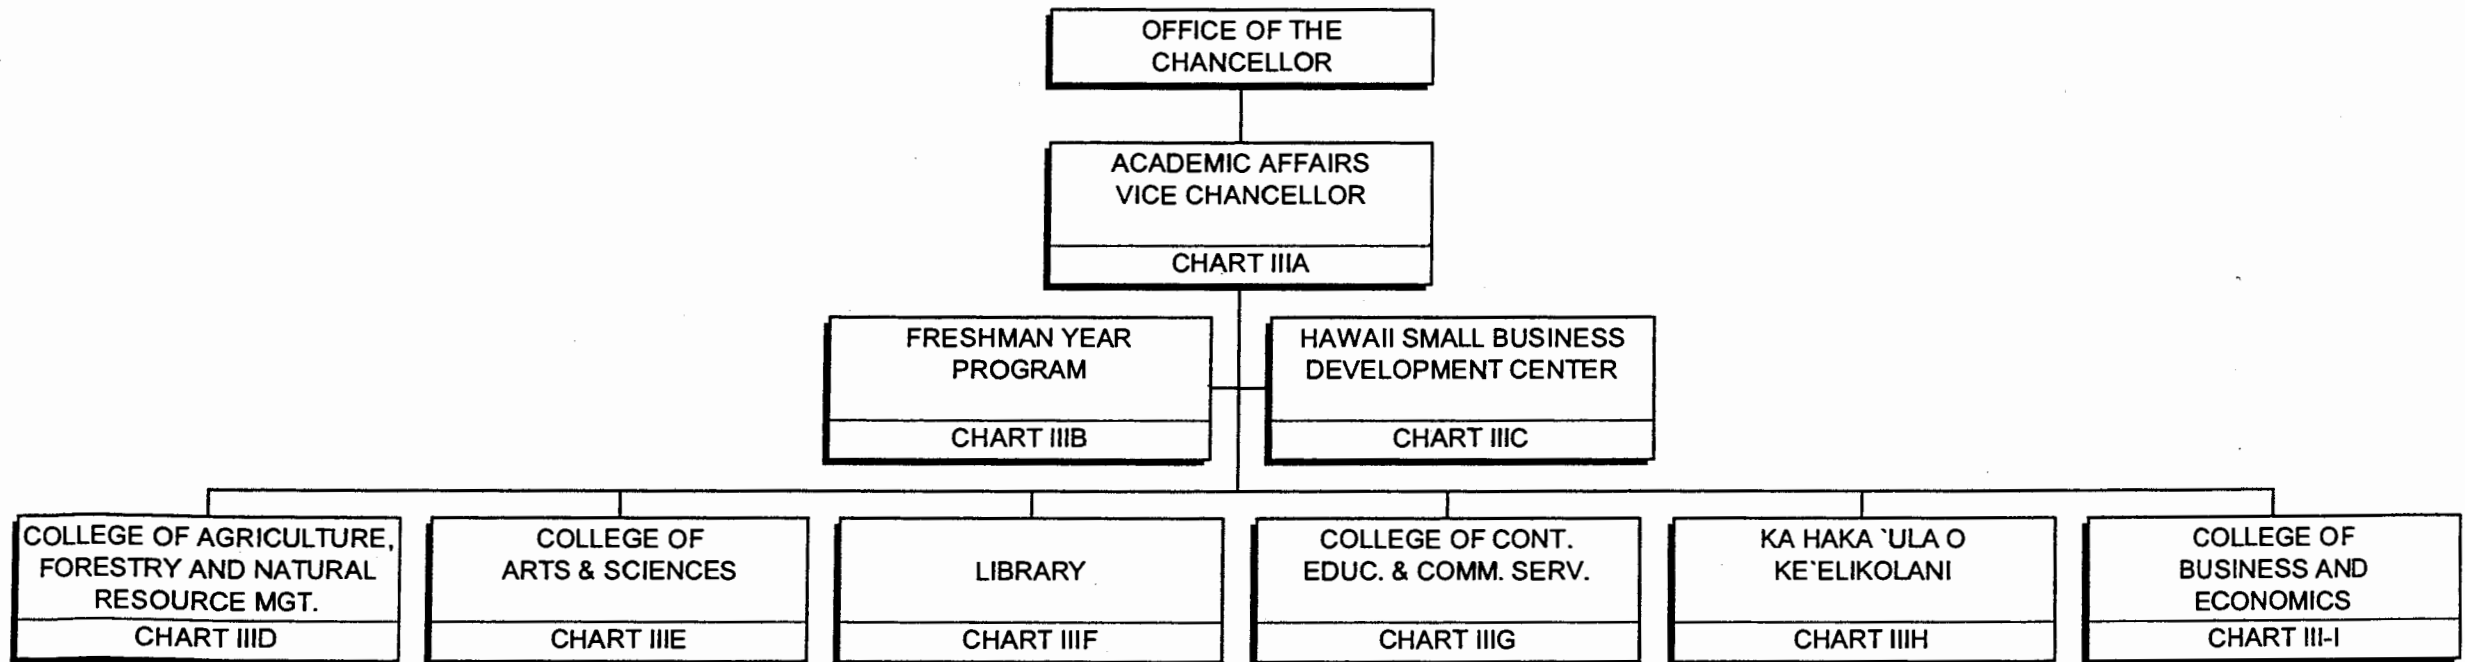 OFFICE OF THE
CHANCELLOR
ACADEMIC AFFAIRS
VICE CHANCELLOR
CHART IIIA
FRESHMAN YEAR
PROGRAM
CHART IIIB
HAWAII SMALL BUSINESS
DEVELOPMENT CENTER
CHART IIIC
COLLEGE OF AGRICULTURE,
FORESTRY AND NATURAL
RESOURCE MGT.
CHART IIID
COLLEGE OF
ARTS & SCIENCES
CHART IIIE
LIBRARY
CHART IIIF
COLLEGE OF CONT.
EDUC. & COMM. SERV.
CHART IIIG
KA HAKA `ULA O
KE`ELIKOLANI
CHART IIIH
COLLEGE OF
BUSINESS AND
ECONOMICS
CHART III-I